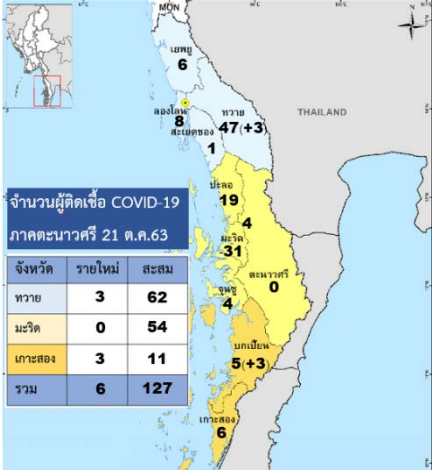 MON
เยพยู
6
ลองโลน
8
ทวาย
47(+3)
THAILAND
สะเยดชอง
1
ปะลอ
19
4
มะริด
31
ตะนาวศรี
0
จุนซู
4
บกเปี้ยน
5(+3)
เกาะสอง
6
จำนวนผู้ติดเชื้อ COVID-19
ภาคตะนาวศรี 21 ต.ค.63
จังหวัด รายใหม่ สะสม
ทวาย 3 62
มะริด 0 54
เกาะสอง 3 11
รวม 6 127